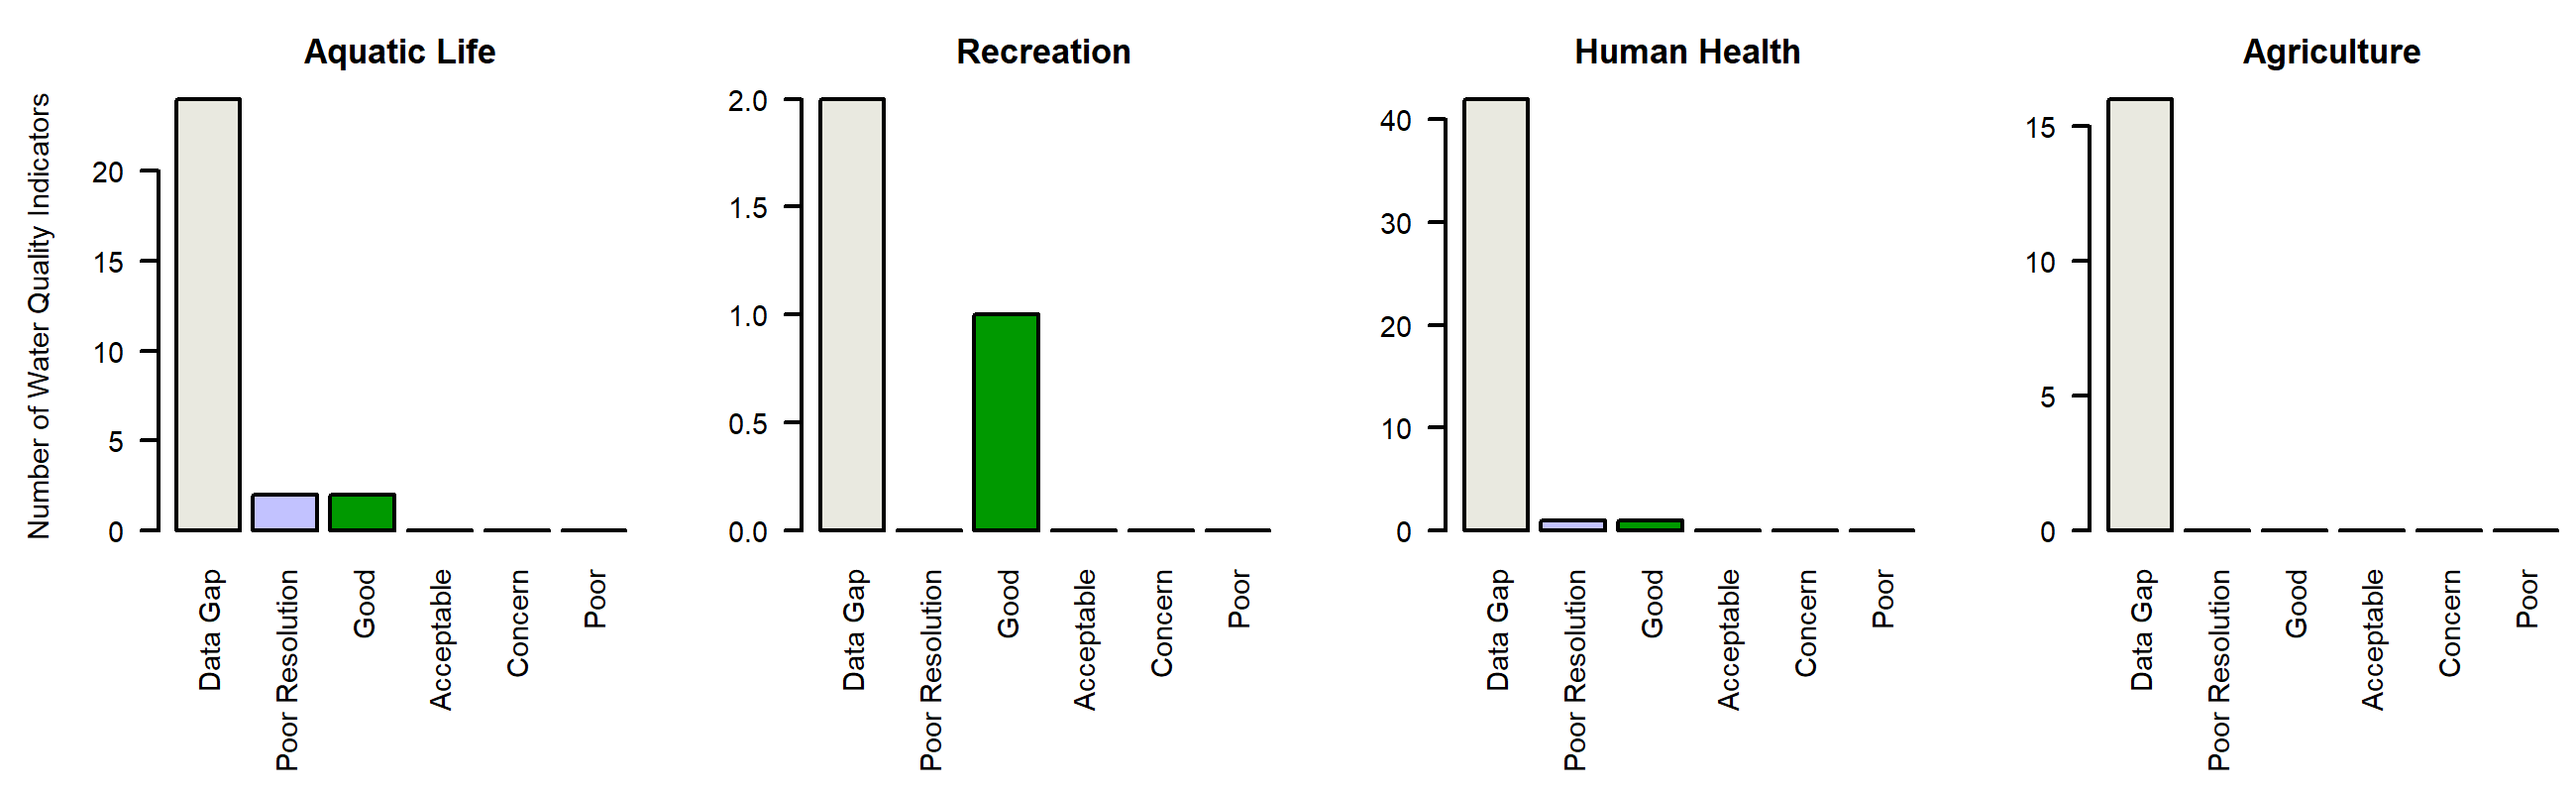 Aquatic Life
Number of Water Quality Indicators
20
15
10
5
0
Data Gap
Poor Resolution
Good
Acceptable
Concern
Poor
Recreation
2.0
1.5
1.0
0.5
0.0
Data Gap
Poor Resolution
Good
Acceptable
Concern
Poor
Human Health
40
30
20
10
0
Data Gap
Poor Resolution
Good
Acceptable
Concern
Poor
Agriculture
15
10
5
0
Data Gap
Poor Resolution
Good
Acceptable
Concern
Poor